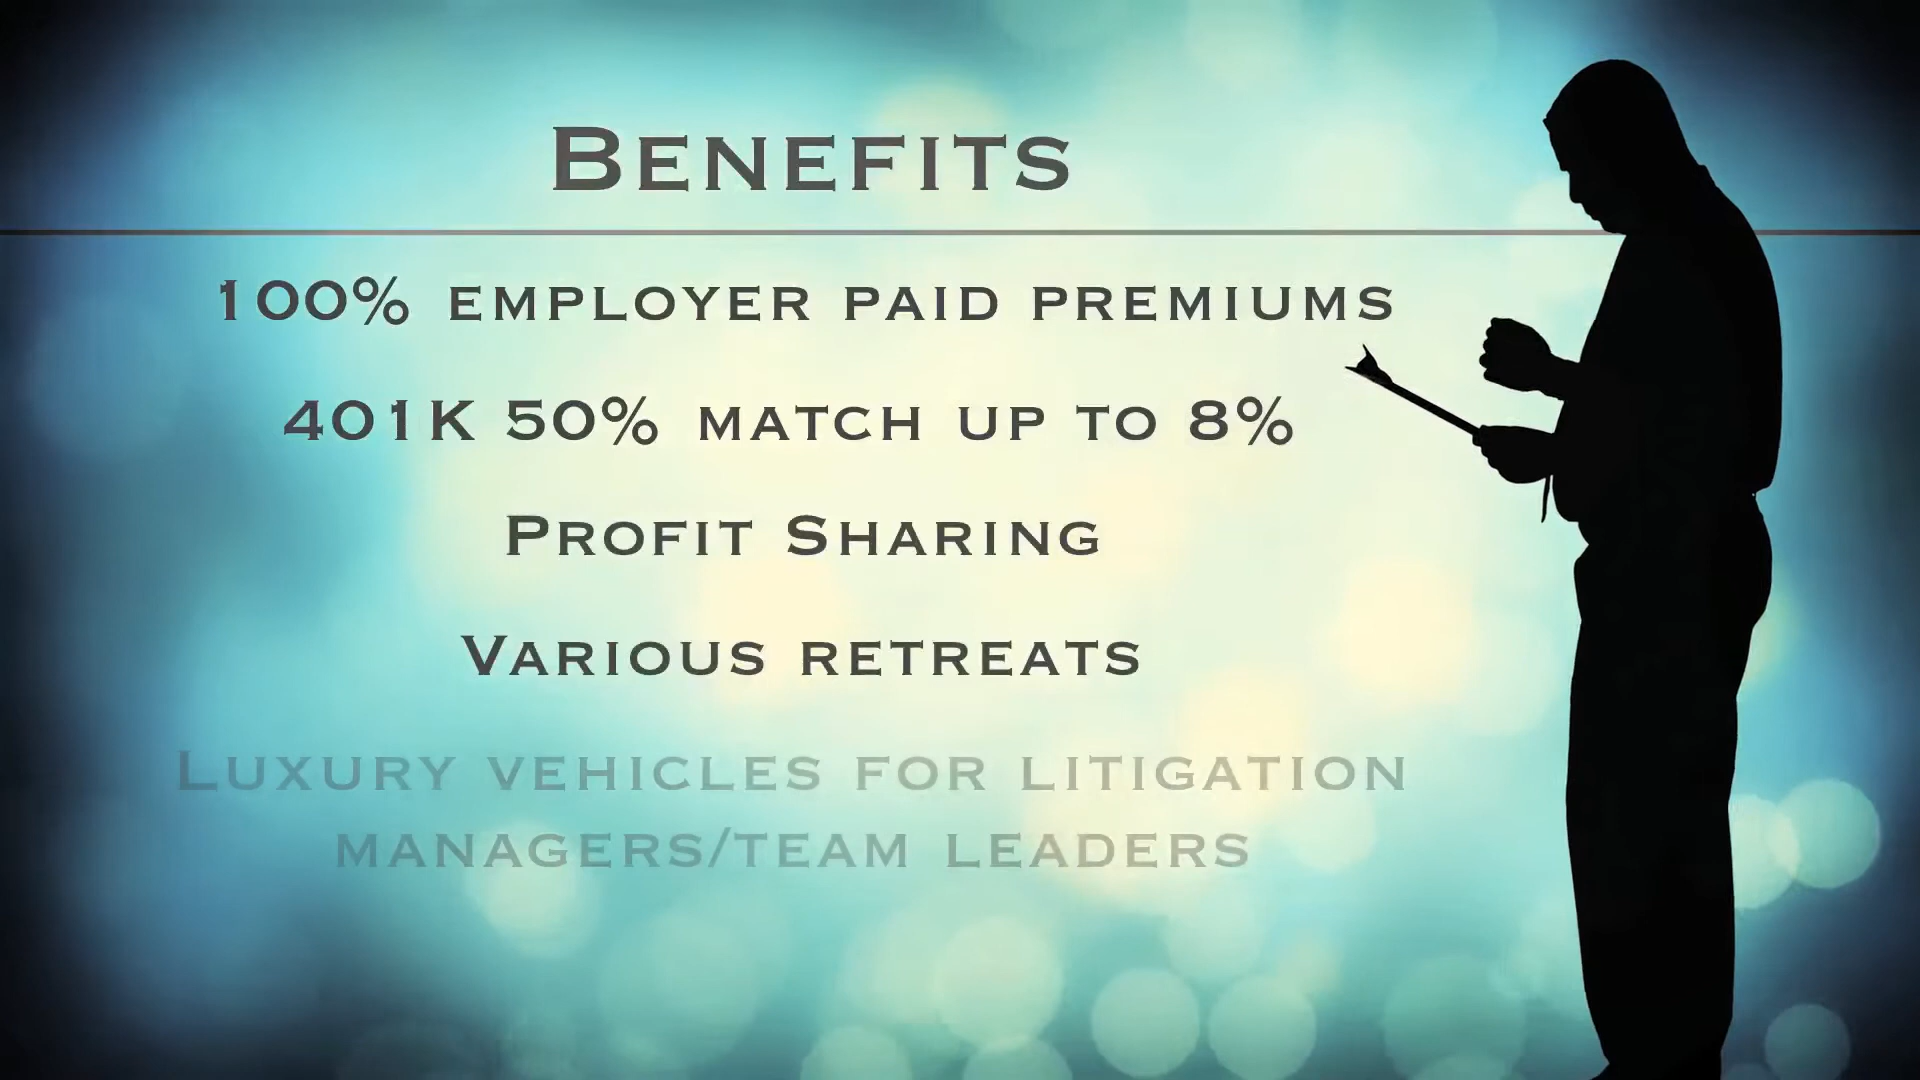 Benefits
100% employer paid premiums
401k 50% match up to 8%
Profit Sharing
Various retreats
Luxury vehicles for litigation
managers/team leaders